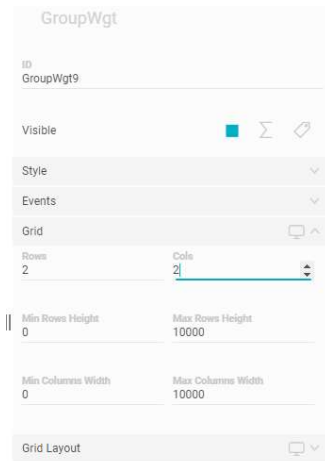 GroupWgt
ID
GroupWgt9
Visible
Style
Events
Grid
Rows Cols
2 2
Min Rows Height Max Rows Height
0 10000
Min Columns Width Max Columns Width
0 10000
Grid Layout